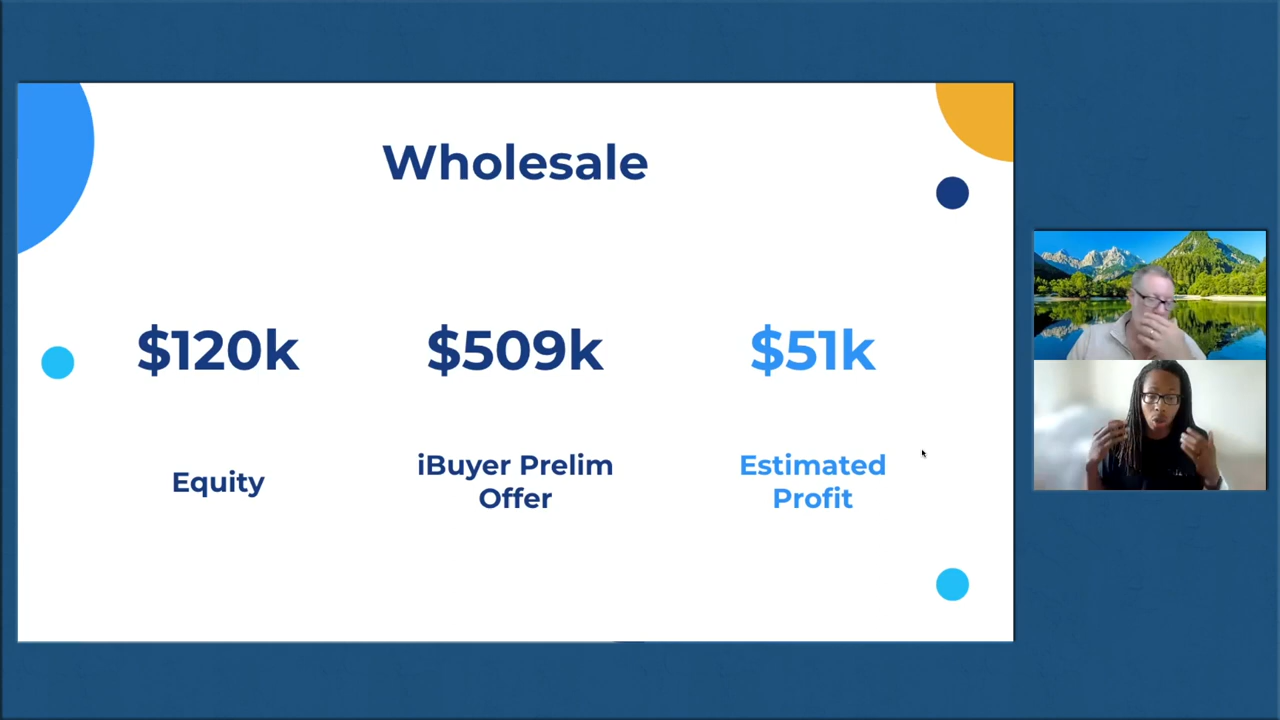 Wholesale
$120k
$509k
$51k
Equity
iBuyer Prelim
Offer
Estimated
Profit